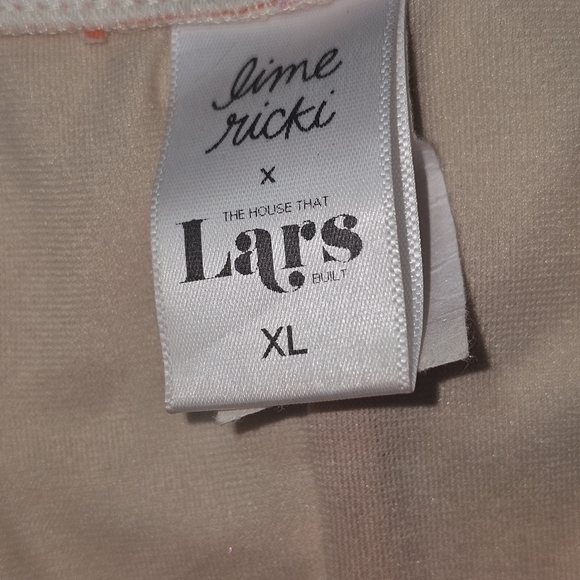 lime
ricki
x
THE HOUSE THAT
Lars
BUILT
XL